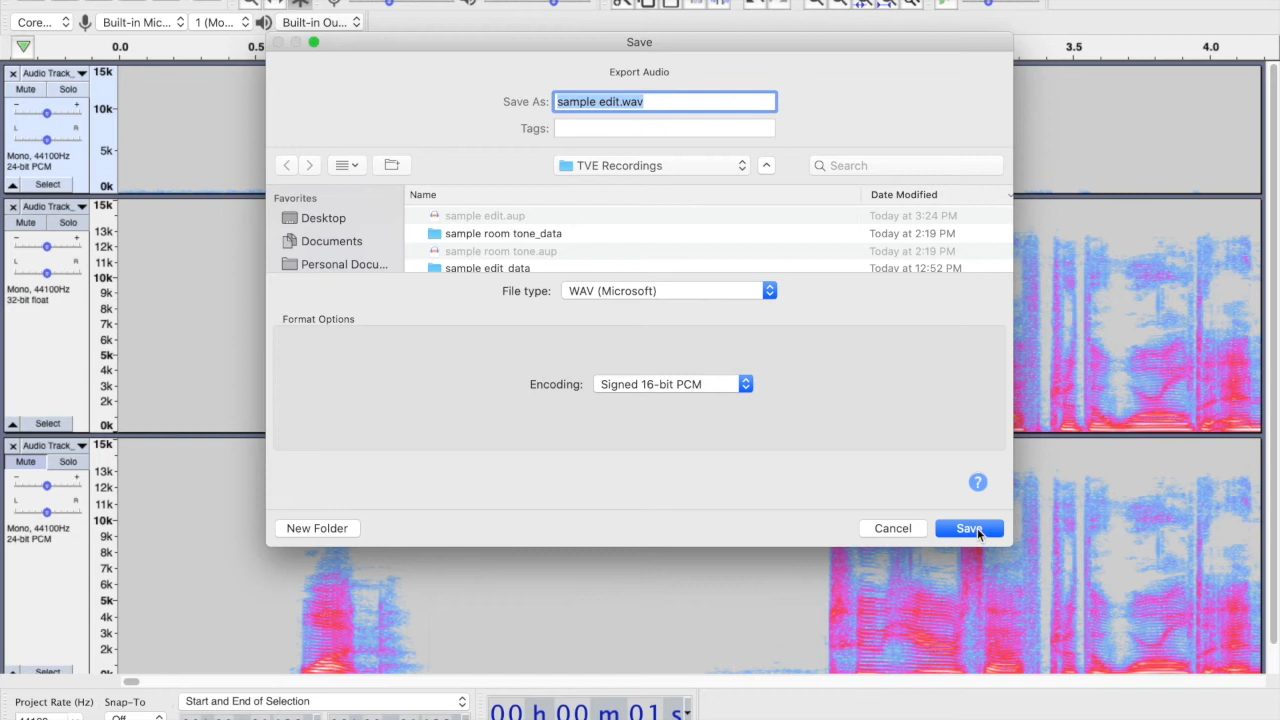 Core...
Built-in Mic...
1 (Mo...
Built-in Ou...
0.0
0.5
3.5
4.0
Save
Export Audio
Save As:
sample edit.wav
Tags:
TVE Recordings
Search
Favorites
Desktop
Documents
Personal Docu...
Name
Date Modified
sample edit.aup
Today at 3:24 PM
sample room tone_data
Today at 2:19 PM
sample room tone.aup
Today at 2:19 PM
sample edit_data
Today at 12:52 PM
File type:
WAV (Microsoft)
Format Options
Encoding:
Signed 16-bit PCM
?
New Folder
Cancel
Save
× Audio Track_
Mute
Solo
- +
L R
Mono, 44100Hz
24-bit PCM
Select
15k
10k
5k
0k
× Audio Track_
Mute
Solo
- +
L R
Mono, 44100Hz
32-bit float
Select
15k
13k
12k
11k
10k
9k
8k
7k
6k
5k
4k
3k
2k
0k
× Audio Track_
Mute
Solo
- +
L R
Mono, 44100Hz
24-bit PCM
Select
15k
13k
12k
11k
10k
9k
8k
7k
6k
5k
4k
3k
2k
0k
Project Rate (Hz)
Snap-To
Start and End of Selection
44100
Off
00 h 00 m 01 s